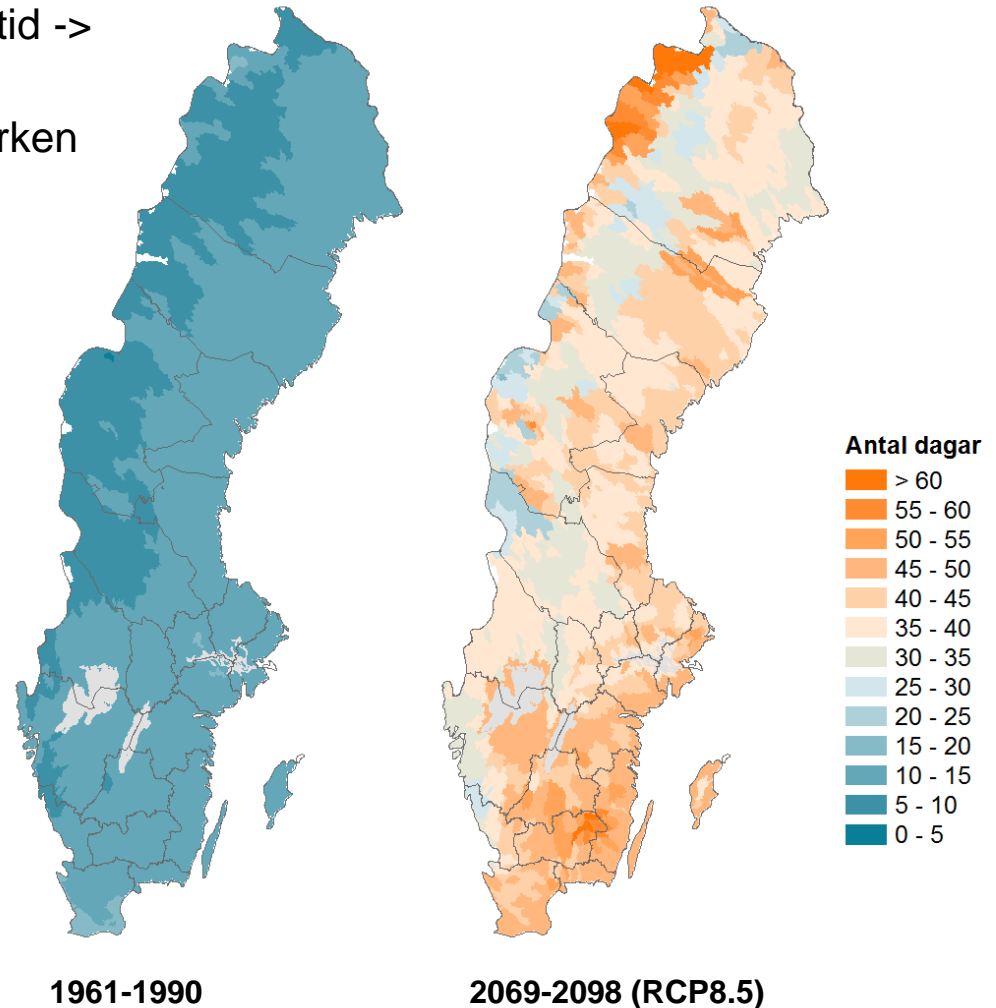 tid ->
rken
Antal dagar
> 60
55 - 60
50 - 55
45 - 50
40 - 45
35 - 40
30 - 35
25 - 30
20 - 25
15 - 20
10 - 15
5 - 10
0 - 5
1961-1990
2069-2098 (RCP8.5)